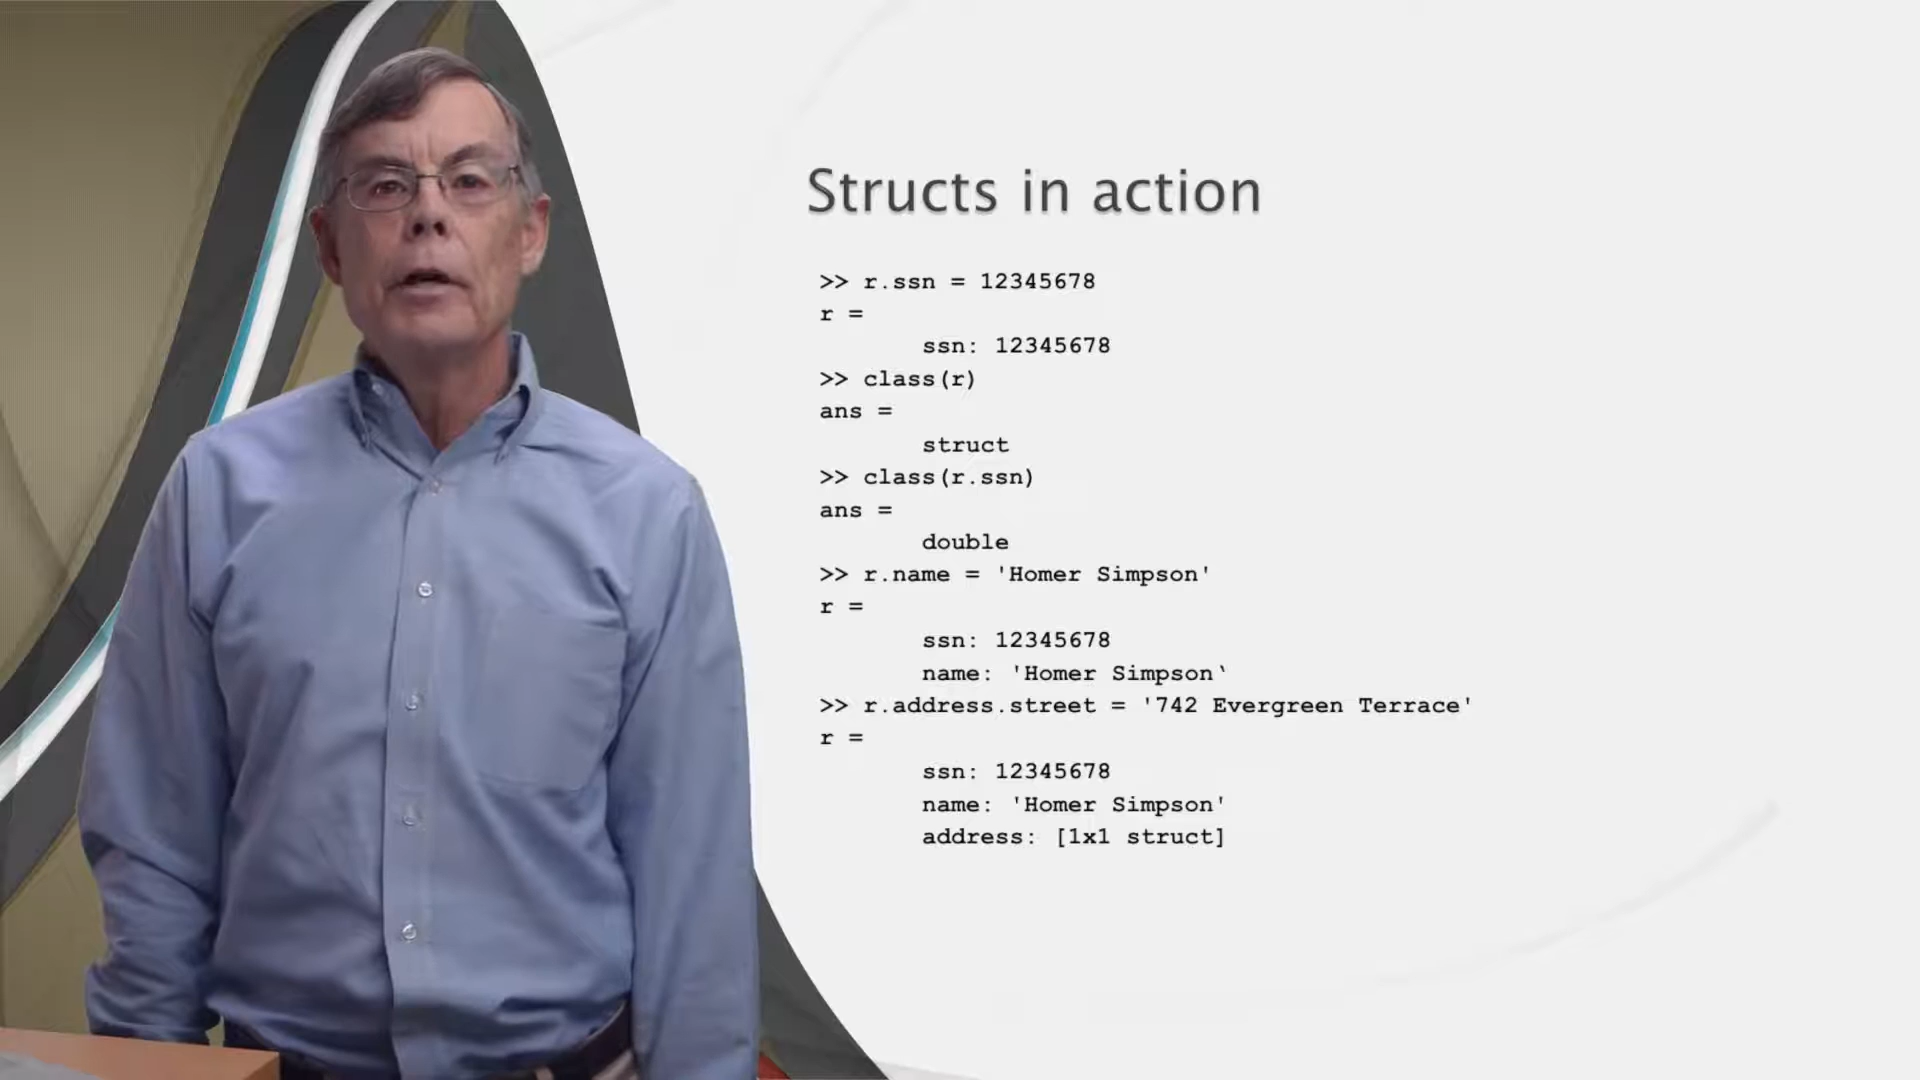 Structs in action
>> r.ssn = 12345678
r =
ssn: 12345678
>> class(r)
ans =
struct
>> class(r.ssn)
ans =
double
>> r.name = 'Homer Simpson'
r =
ssn: 12345678
name: 'Homer Simpson‘
>> r.address.street = '742 Evergreen Terrace'
r =
ssn: 12345678
name: 'Homer Simpson'
address: [1x1 struct]